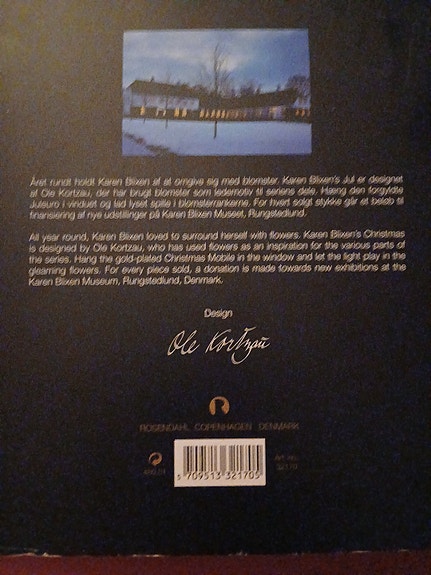 Året rundt holdt Karen Blixen af at omgive sig med blomster. Karen Blixen's Jul er designet
af Ole Kortzau, der har brugt blomster som ledemotiv til seriens dele. Hæng den forgyldte
Juleuro i vinduet og lad lyset spille i blomsterrankerne. For hvert solgt stykke går et beløb til
finansiering af nye udstillinger på Karen Blixen Museet, Rungstedlund.
All year round, Karen Blixen loved to surround herself with flowers. Karen Blixen's Christmas
is designed by Ole Kortzau, who has used flowers as an inspiration for the various parts of
the series. Hang the gold-plated Christmas Mobile in the window and let the light play in the
gleaming flowers. For every piece sold, a donation is made towards new exhibitions at the
Karen Blixen Museum, Rungstedlund, Denmark.
Design
Ole Kortzau
ROSENDAHL COPENHAGEN DENMARK
Art. no.
32170
5 709513 321705